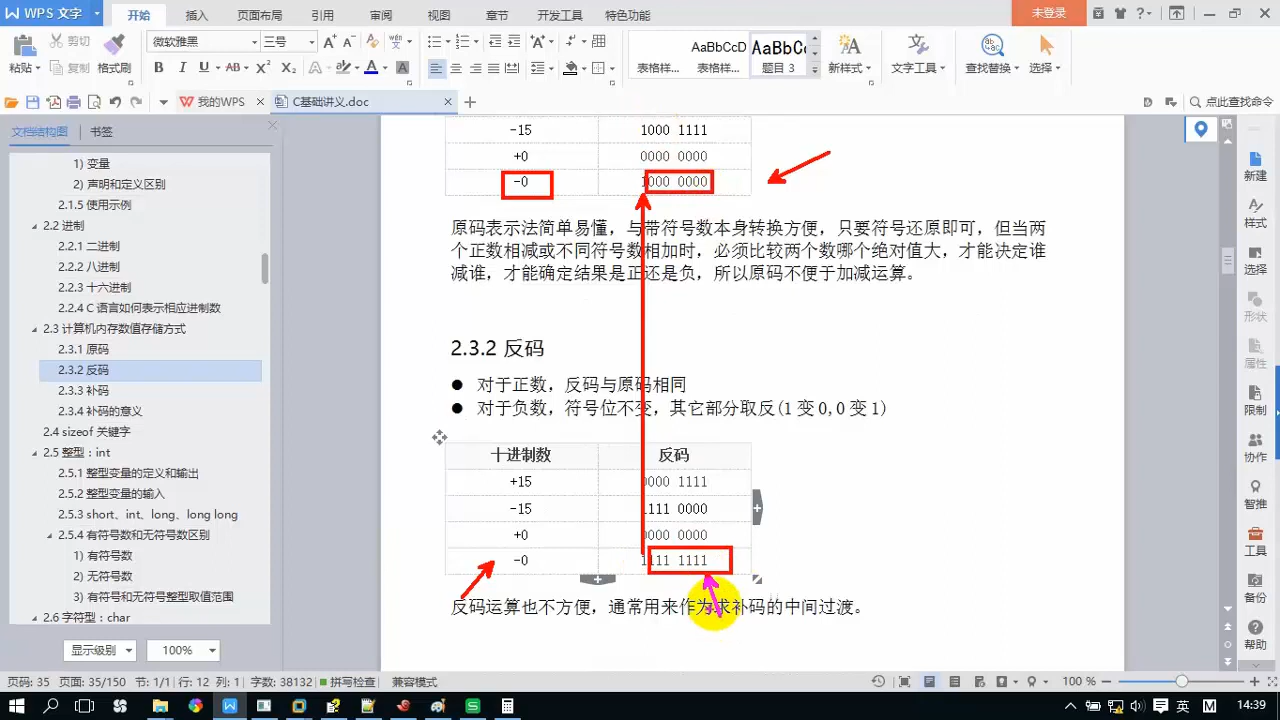 WPS 文字
开始
插入
页面布局
引用
审阅
视图
章节
开发工具
特色功能
未登录
粘贴
剪切
复制
格式刷
微软雅黑
三号
AaBbCcD
表格样...
AaBbCcD
表格样...
AaBbCc
题目 3
新样式
文字工具
查找替换
选择
我的WPS
C基础讲义.doc
点此查找命令
文档结构图
书签
1) 变量
2) 声明和定义区别
2.1.5 使用示例
2.2 进制
2.2.1 二进制
2.2.2 八进制
2.2.3 十六进制
2.2.4 C 语言如何表示相应进制数
2.3 计算机内存数值存储方式
2.3.1 原码
2.3.2 反码
2.3.3 补码
2.3.4 补码的意义
2.4 sizeof 关键字
2.5 整型：int
2.5.1 整型变量的定义和输出
2.5.2 整型变量的输入
2.5.3 short、int、long、long long
2.5.4 有符号数和无符号数区别
1) 有符号数
2) 无符号数
3) 有符号和无符号整型取值范围
2.6 字符型：char
显示级别
100%
-15 1000 1111
+0 0000 0000
-0 1000 0000
原码表示法简单易懂，与带符号数本身转换方便，只要符号还原即可，但当两
个正数相减或不同符号数相加时，必须比较两个数哪个绝对值大，才能决定谁
减谁，才能确定结果是正还是负，所以原码不便于加减运算。
2.3.2 反码
● 对于正数，反码与原码相同
● 对于负数，符号位不变，其它部分取反(1 变 0,0 变 1)
十进制数 反码
+15 0000 1111
-15 1111 0000
+0 0000 0000
-0 1111 1111
反码运算也不方便，通常用来作为求补码的中间过渡。
新建
样式
选择
形状
属性
限制
协作
智推
工具
备份
帮助
页码: 35 页面: 35/150 节: 1/1 行: 12 列: 1 字数: 38132 拼写检查 兼容模式
100 %
英
M
14:39